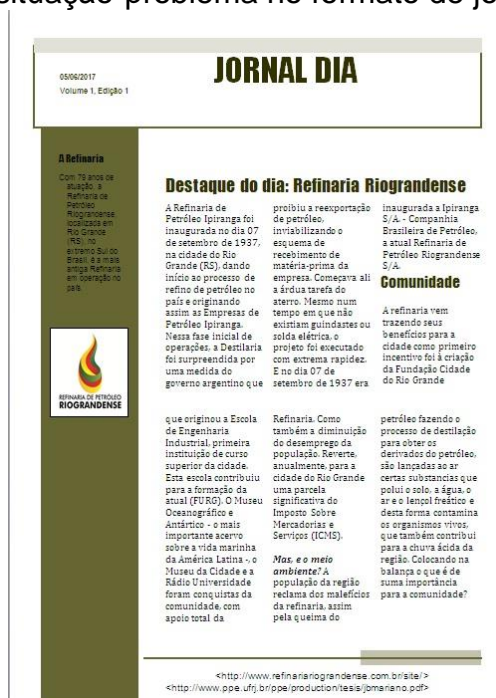 situação-problema no formato de jo
05/06/2017
Volume 1, Edição 1
JORNAL DIA
A Refinaria
Com 79 anos de
atuação, a
Refinaria de
Petróleo
Riograndense,
localizada em
Rio Grande
(RS), no
extremo Sul do
Brasil, é a mais
antiga Refinaria
em operação no
país.
REFINARIA DE PETRÓLEO
RIOGRANDENSE
Destaque do dia: Refinaria Riograndense
A Refinaria de
Petróleo Ipiranga foi
inaugurada no dia 07
de setembro de 1937,
na cidade do Rio
Grande (RS), dando
início ao processo de
refino de petróleo no
país e originando
assim as Empresas de
Petróleo Ipiranga.
Nessa fase inicial de
operações, a Destilaria
foi surpreendida por
uma medida do
governo argentino que
proibiu a reexportação
de petróleo,
inviabilizando o
esquema de
recebimento de
matéria-prima da
empresa. Começava ali
a árdua tarefa do
aterro. Mesmo num
tempo em que não
existiam guindastes ou
solda elétrica, o
projeto foi executado
com extrema rapidez.
E no dia 07 de
setembro de 1937 era
inaugurada a Ipiranga
S/A. - Companhia
Brasileira de Petróleo,
a atual Refinaria de
Petróleo Riograndense
S/A.
Comunidade
A refinaria vem
trazendo seus
benefícios para a
cidade como primeiro
incentivo foi à criação
da Fundação Cidade
do Rio Grande
que originou a Escola
de Engenharia
Industrial, primeira
instituição de curso
superior da cidade.
Esta escola contribuiu
para a formação da
atual (FURG). O Museu
Oceanográfico e
Antártico - o mais
importante acervo
sobre a vida marinha
da América Latina -, o
Museu da Cidade e a
Rádio Universidade
foram conquistas da
comunidade, com
apoio total da
Refinaria. Como
também a diminuição
do desemprego da
população. Reverte,
anualmente, para a
cidade do Rio Grande
uma parcela
significativa do
Imposto Sobre
Mercadorias e
Serviços (ICMS).
Mas, e o meio
ambiente? A
população da região
reclama dos malefícios
da refinaria, assim
pela queima do
petróleo fazendo o
processo de destilação
para obter os
derivados do petróleo,
são lançadas ao ar
certas substancias que
polui o solo, a água, o
ar e o lençol freático e
desta forma contamina
os organismos vivos,
que também contribui
para a chuva ácida da
região. Colocando na
balança o que é de
suma importância
para a comunidade?
<http://www.refinariariograndense.com.br/site/>
<http://www.ppe.ufrj.br/ppe/production/tesis/jbmariano.pdf>